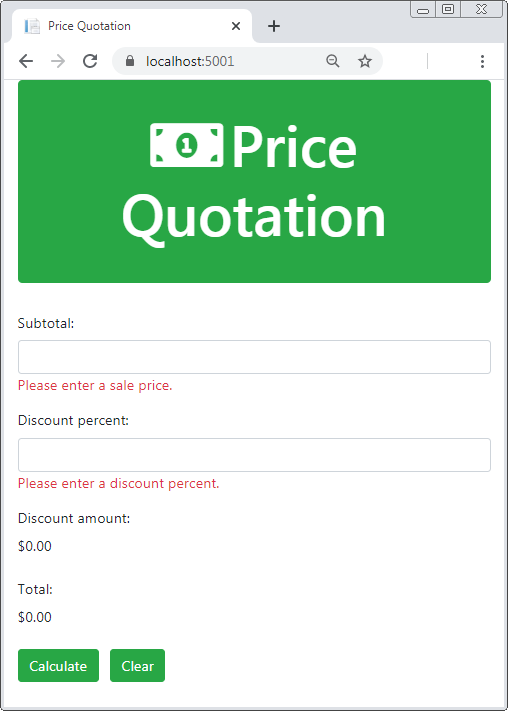 Price Quotation
localhost:5001
1 Price
Quotation
Subtotal:
Please enter a sale price.
Discount percent:
Please enter a discount percent.
Discount amount:
$0.00
Total:
$0.00
Calculate Clear